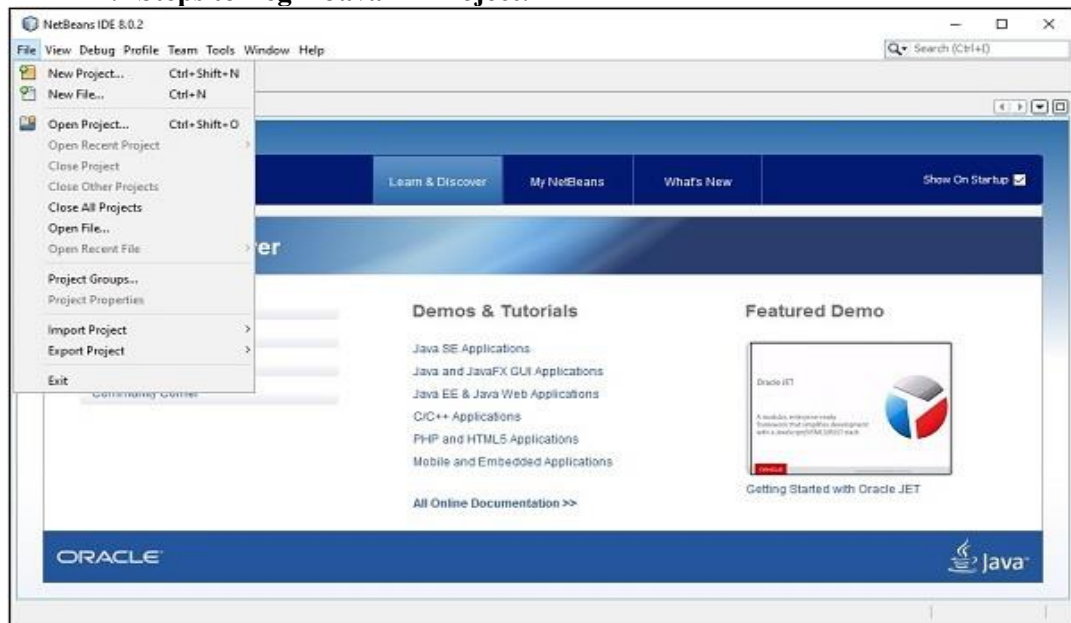 NetBeans IDE 8.0.2
File View Debug Profile Team Tools Window Help
Search (Ctrl+I)
New Project... Ctrl+Shift+N
New File... Ctrl+N
Open Project... Ctrl+Shift+O
Open Recent Project
Close Project
Close Other Projects
Close All Projects
Open File...
Open Recent File
Project Groups...
Project Properties
Import Project
Export Project
Exit
Learn & Discover My NetBeans What's New Show On Startup
er
Demos & Tutorials
Java SE Applications
Java and JavaFX GUI Applications
Java EE & Java Web Applications
C/C++ Applications
PHP and HTML5 Applications
Mobile and Embedded Applications
All Online Documentation >>
Featured Demo
Oracle JET
ORACLE
Getting Started with Oracle JET
ORACLE
Java